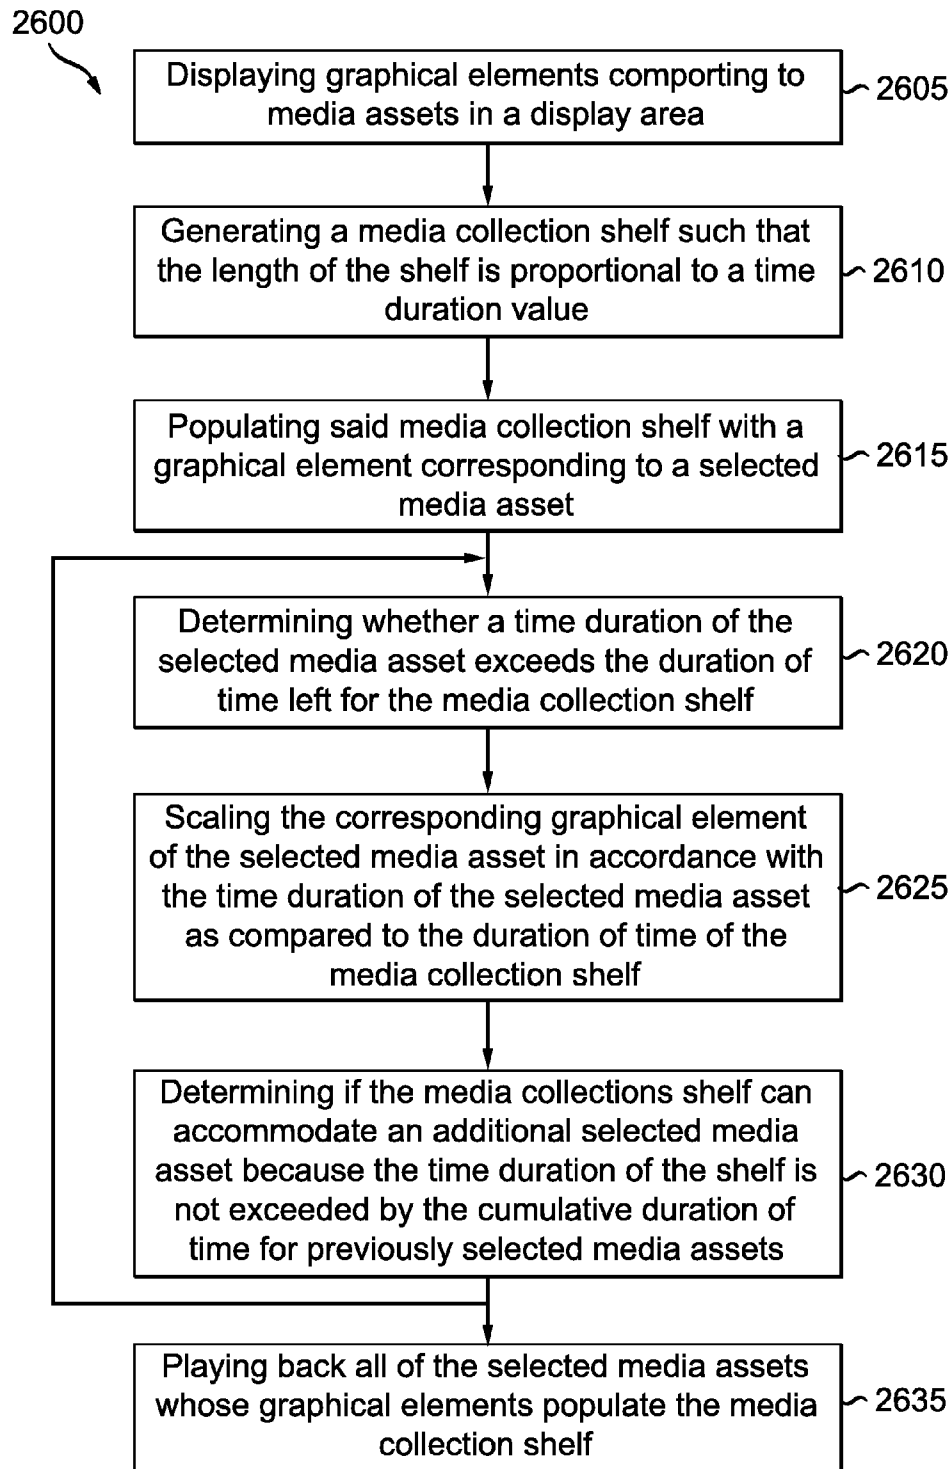 2600
Displaying graphical elements comporting to
media assets in a display area
2605
Generating a media collection shelf such that
the length of the shelf is proportional to a time
duration value
2610
Populating said media collection shelf with a
graphical element corresponding to a selected
media asset
2615
Determining whether a time duration of the
selected media asset exceeds the duration of
time left for the media collection shelf
2620
Scaling the corresponding graphical element
of the selected media asset in accordance with
the time duration of the selected media asset
as compared to the duration of time of the
media collection shelf
2625
Determining if the media collections shelf can
accommodate an additional selected media
asset because the time duration of the shelf is
not exceeded by the cumulative duration of
time for previously selected media assets
2630
Playing back all of the selected media assets
whose graphical elements populate the media
collection shelf
2635